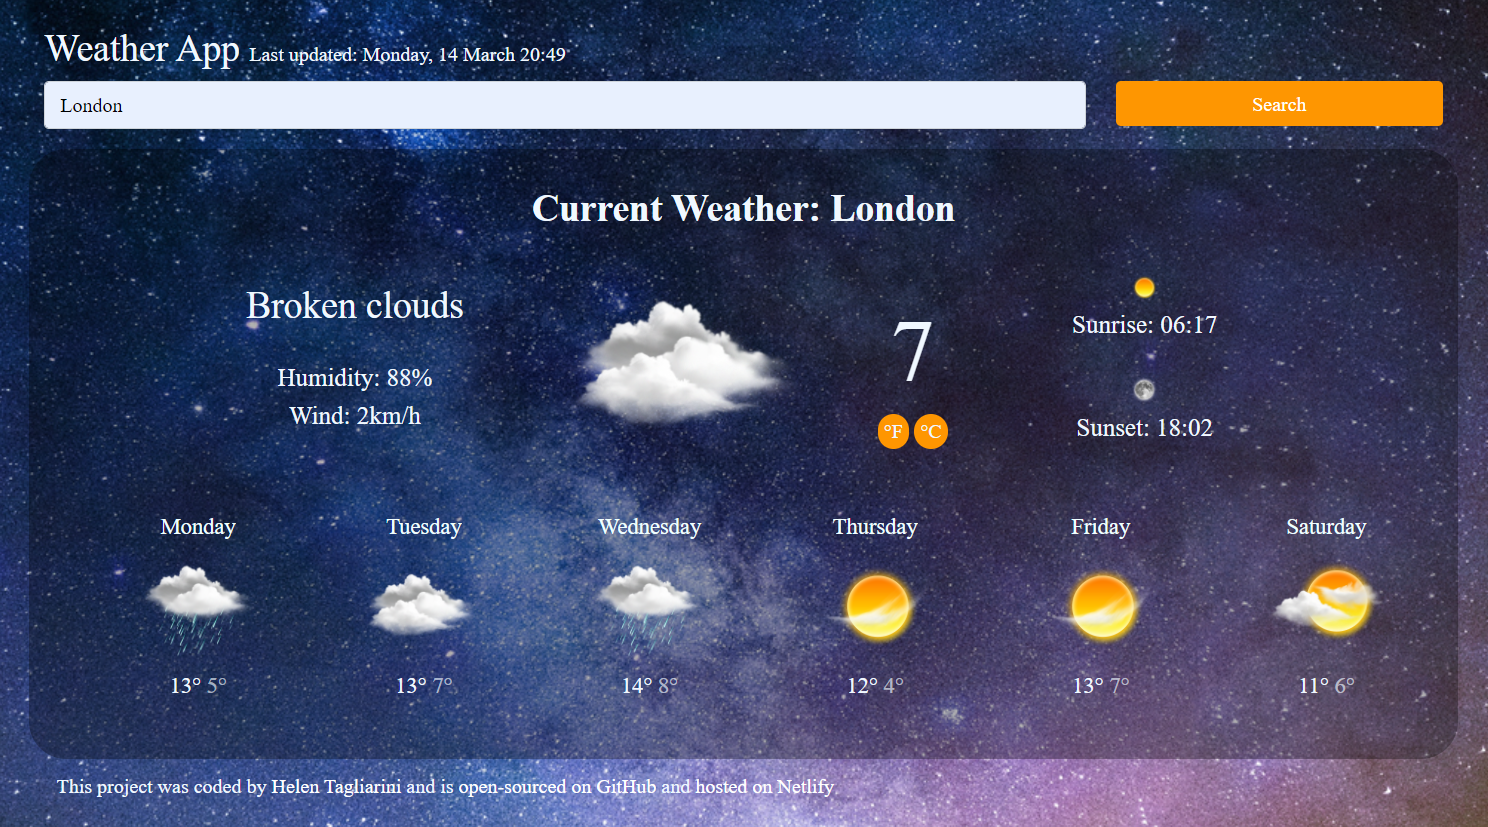 Weather App Last updated: Monday, 14 March 20:49
London
Search
Current Weather: London
Broken clouds
Humidity: 88%
Wind: 2km/h
7
°F °C
Sunrise: 06:17
Sunset: 18:02
Monday
13° 5°
Tuesday
13° 7°
Wednesday
14° 8°
Thursday
12° 4°
Friday
13° 7°
Saturday
11° 6°
This project was coded by Helen Tagliarini and is open-sourced on GitHub and hosted on Netlify